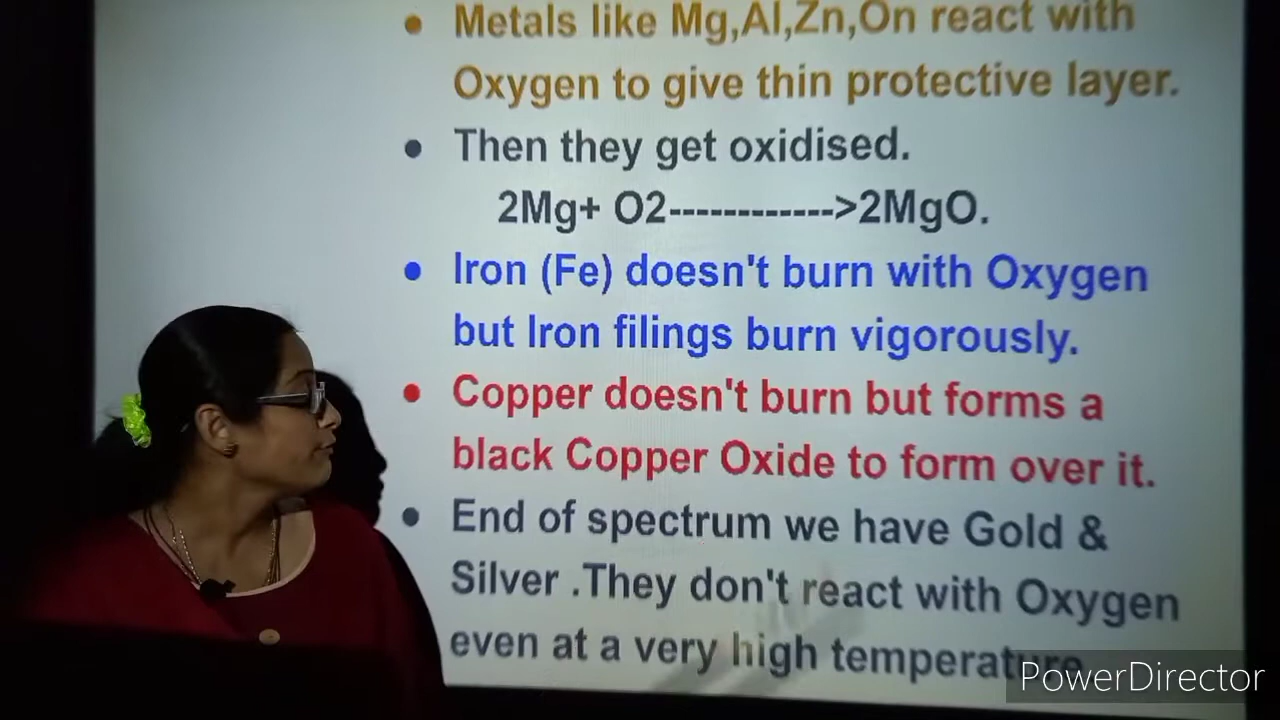 • Metals like Mg,Al,Zn,On react with
Oxygen to give thin protective layer.
• Then they get oxidised.
2Mg+ O2------------>2MgO.
• Iron (Fe) doesn't burn with Oxygen
but Iron filings burn vigorously.
• Copper doesn't burn but forms a
black Copper Oxide to form over it.
• End of spectrum we have Gold &
Silver .They don't react with Oxygen
even at a very high temperature
PowerDirector